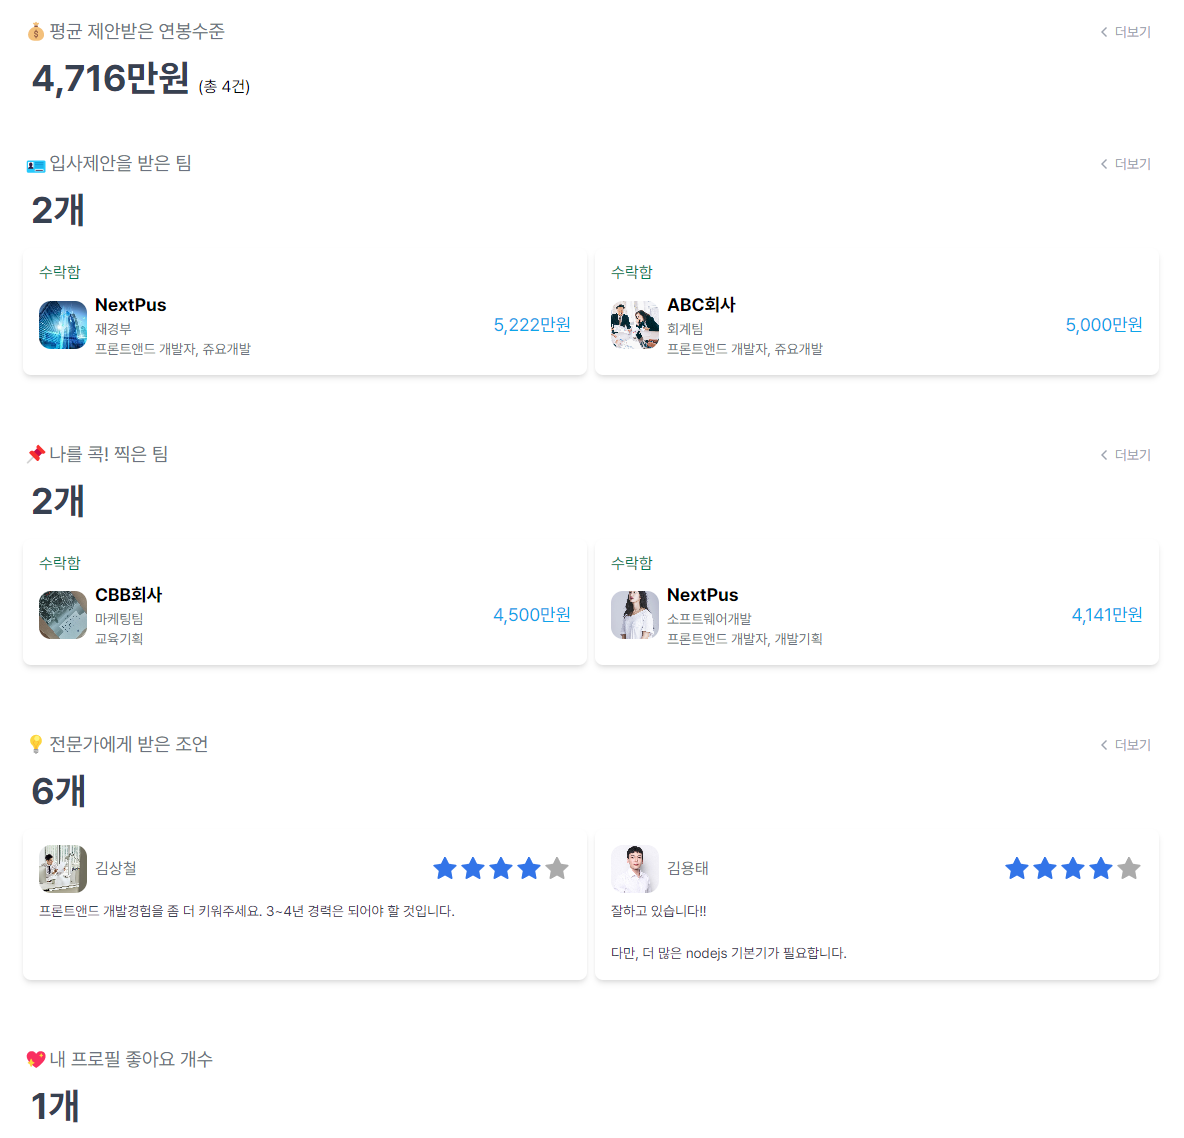 평균 제안받은 연봉수준
더보기
4,716만원 (총 4건)
입사제안을 받은 팀
더보기
2개
수락함
NextPus
재경부
프론트앤드 개발자, 쥬요개발
5,222만원
수락함
ABC회사
회계팀
프론트앤드 개발자, 쥬요개발
5,000만원
나를 콕! 찍은 팀
더보기
2개
수락함
CBB회사
마케팅팀
교육기획
4,500만원
수락함
NextPus
소프트웨어개발
프론트앤드 개발자, 개발기획
4,141만원
전문가에게 받은 조언
더보기
6개
김상철
프론트앤드 개발경험을 좀 더 키워주세요. 3~4년 경력은 되어야 할 것입니다.
김용태
잘하고 있습니다!!
다만, 더 많은 nodejs 기본기가 필요합니다.
내 프로필 좋아요 개수
1개